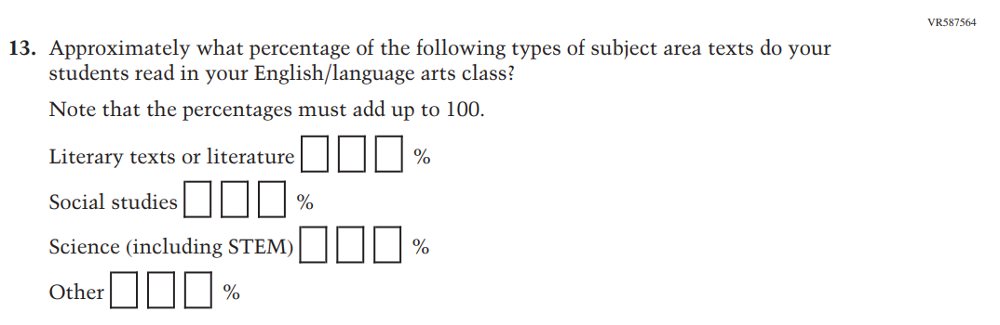 VR587564
13. Approximately what percentage of the following types of subject area texts do your
students read in your English/language arts class?
Note that the percentages must add up to 100.
Literary texts or literature %
Social studies %
Science (including STEM) %
Other %